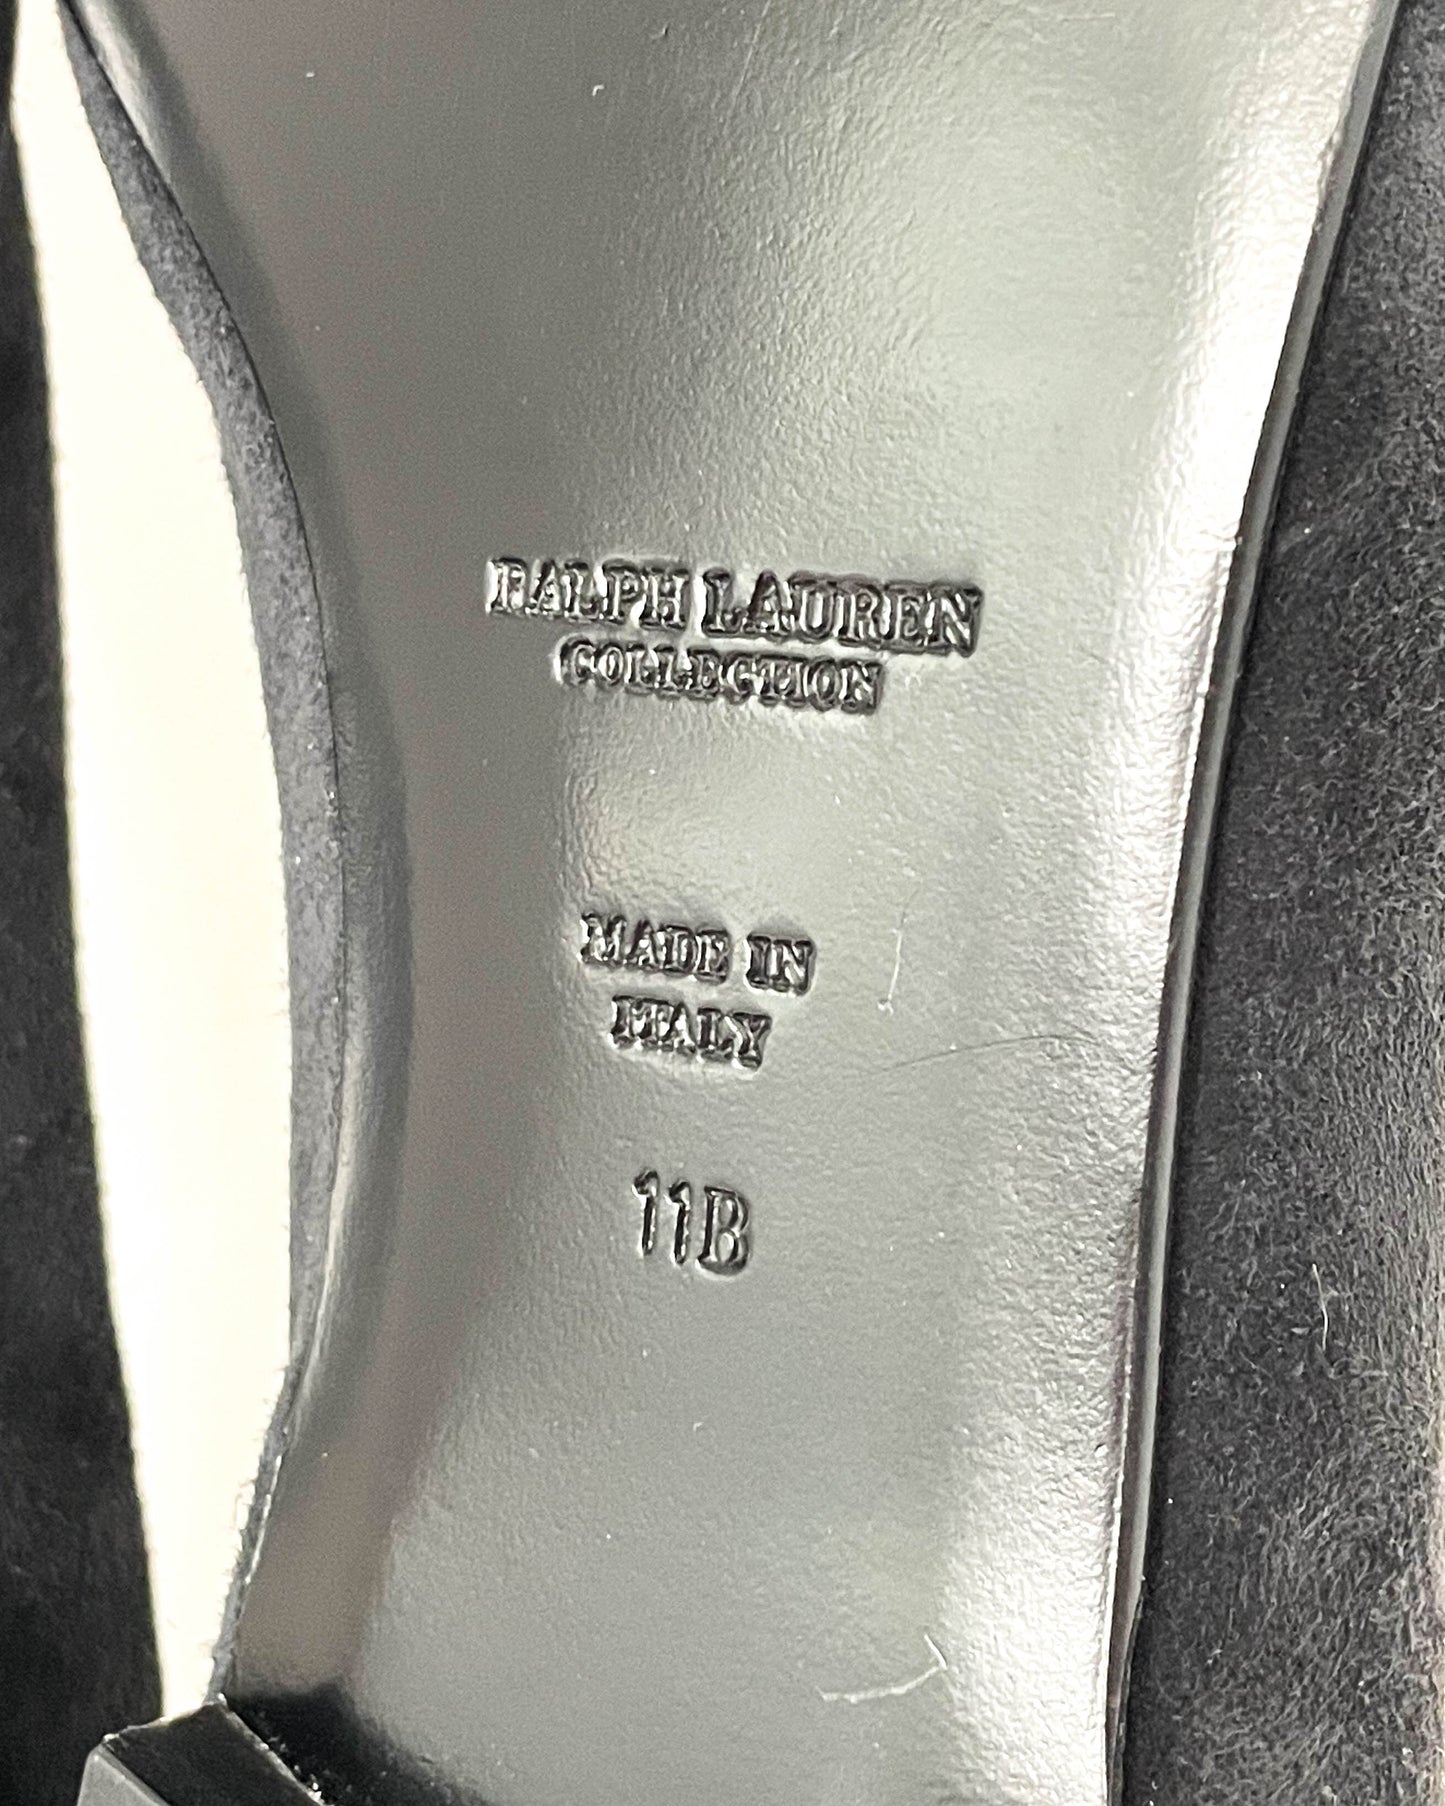 RALPH LAUREN
COLLECTION
MADE IN
ITALY
11B